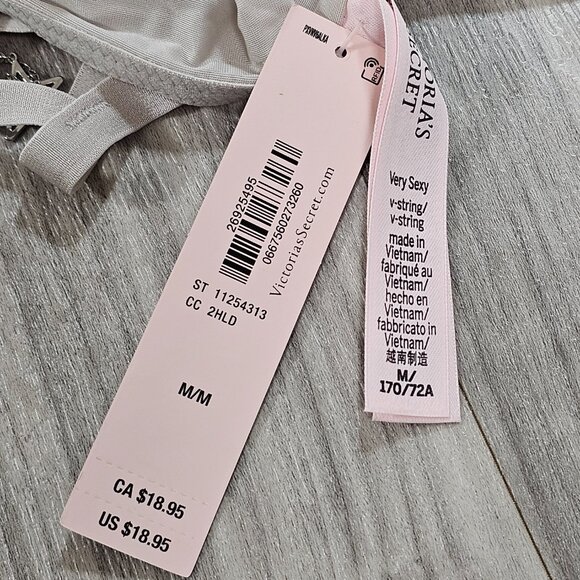 RFID
26925495
0667560273260
VictoriasSecret.com
ST 11254313
CC 2HLD
M/M
CA $18.95
US $18.95
SECRET
Very Sexy
v-string/
v-string
made in
Vietnam/
fabriqué au
Vietnam/
hecho en
Vietnam/
fabbricato in
Vietnam/
越南制造
M/
170/72A